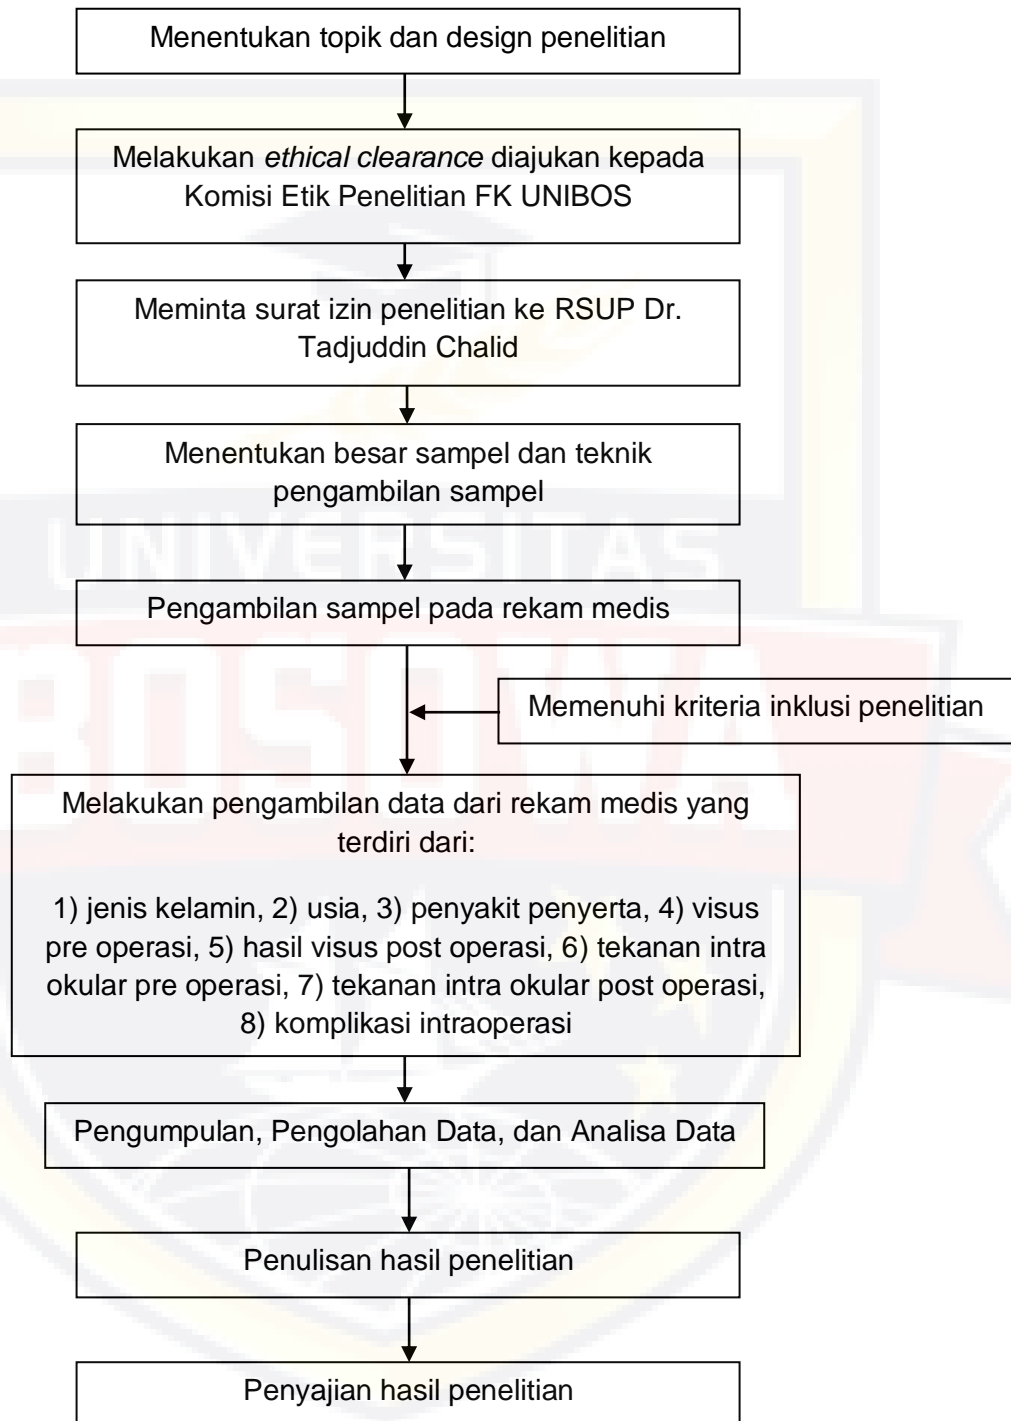 Menentukan topik dan design penelitian
Melakukan ethical clearance diajukan kepada
Komisi Etik Penelitian FK UNIBOS
Meminta surat izin penelitian ke RSUP Dr.
Tadjuddin Chalid
Menentukan besar sampel dan teknik
pengambilan sampel
UNIVERSITAS
Pengambilan sampel pada rekam medis
BOSOWA
Memenuhi kriteria inklusi penelitian
Melakukan pengambilan data dari rekam medis yang
terdiri dari:
1) jenis kelamin, 2) usia, 3) penyakit penyerta, 4) visus
pre operasi, 5) hasil visus post operasi, 6) tekanan intra
okular pre operasi, 7) tekanan intra okular post operasi,
8) komplikasi intraoperasi
Pengumpulan, Pengolahan Data, dan Analisa Data
Penulisan hasil penelitian
Penyajian hasil penelitian